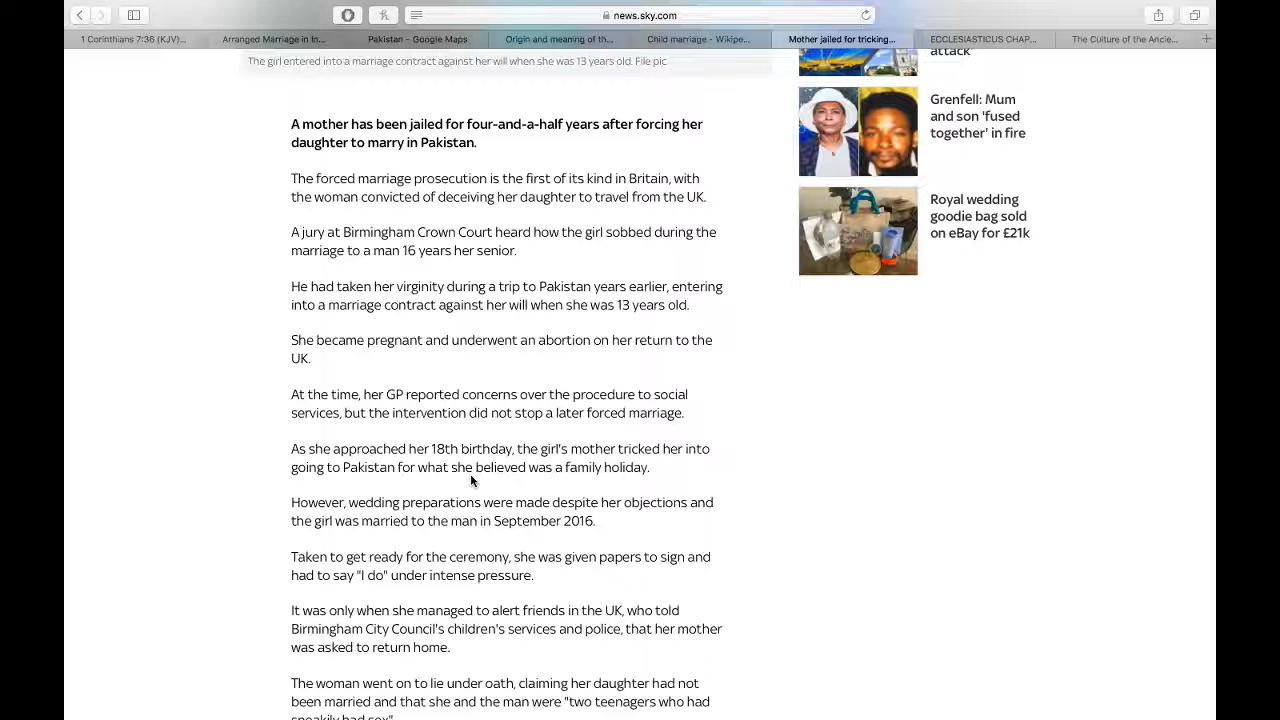 news.sky.com
1 Corinthians 7:36 (KJV)...
Arranged Marriage in In...
Pakistan - Google Maps
Origin and meaning of th...
Child marriage - Wikipe...
Mother jailed for tricking...
ECCLESIASTICUS CHAP...
The Culture of the Ancie...
The girl entered into a marriage contract against her will when she was 13 years old. File pic
A mother has been jailed for four-and-a-half years after forcing her
daughter to marry in Pakistan.
The forced marriage prosecution is the first of its kind in Britain, with
the woman convicted of deceiving her daughter to travel from the UK.
A jury at Birmingham Crown Court heard how the girl sobbed during the
marriage to a man 16 years her senior.
He had taken her virginity during a trip to Pakistan years earlier, entering
into a marriage contract against her will when she was 13 years old.
She became pregnant and underwent an abortion on her return to the
UK.
At the time, her GP reported concerns over the procedure to social
services, but the intervention did not stop a later forced marriage.
As she approached her 18th birthday, the girl's mother tricked her into
going to Pakistan for what she believed was a family holiday.
However, wedding preparations were made despite her objections and
the girl was married to the man in September 2016.
Taken to get ready for the ceremony, she was given papers to sign and
had to say "I do" under intense pressure.
It was only when she managed to alert friends in the UK, who told
Birmingham City Council's children's services and police, that her mother
was asked to return home.
The woman went on to lie under oath, claiming her daughter had not
been married and that she and the man were "two teenagers who had
sneakily had sex"
attack
Grenfell: Mum
and son 'fused
together' in fire
Royal wedding
goodie bag sold
on eBay for £21k